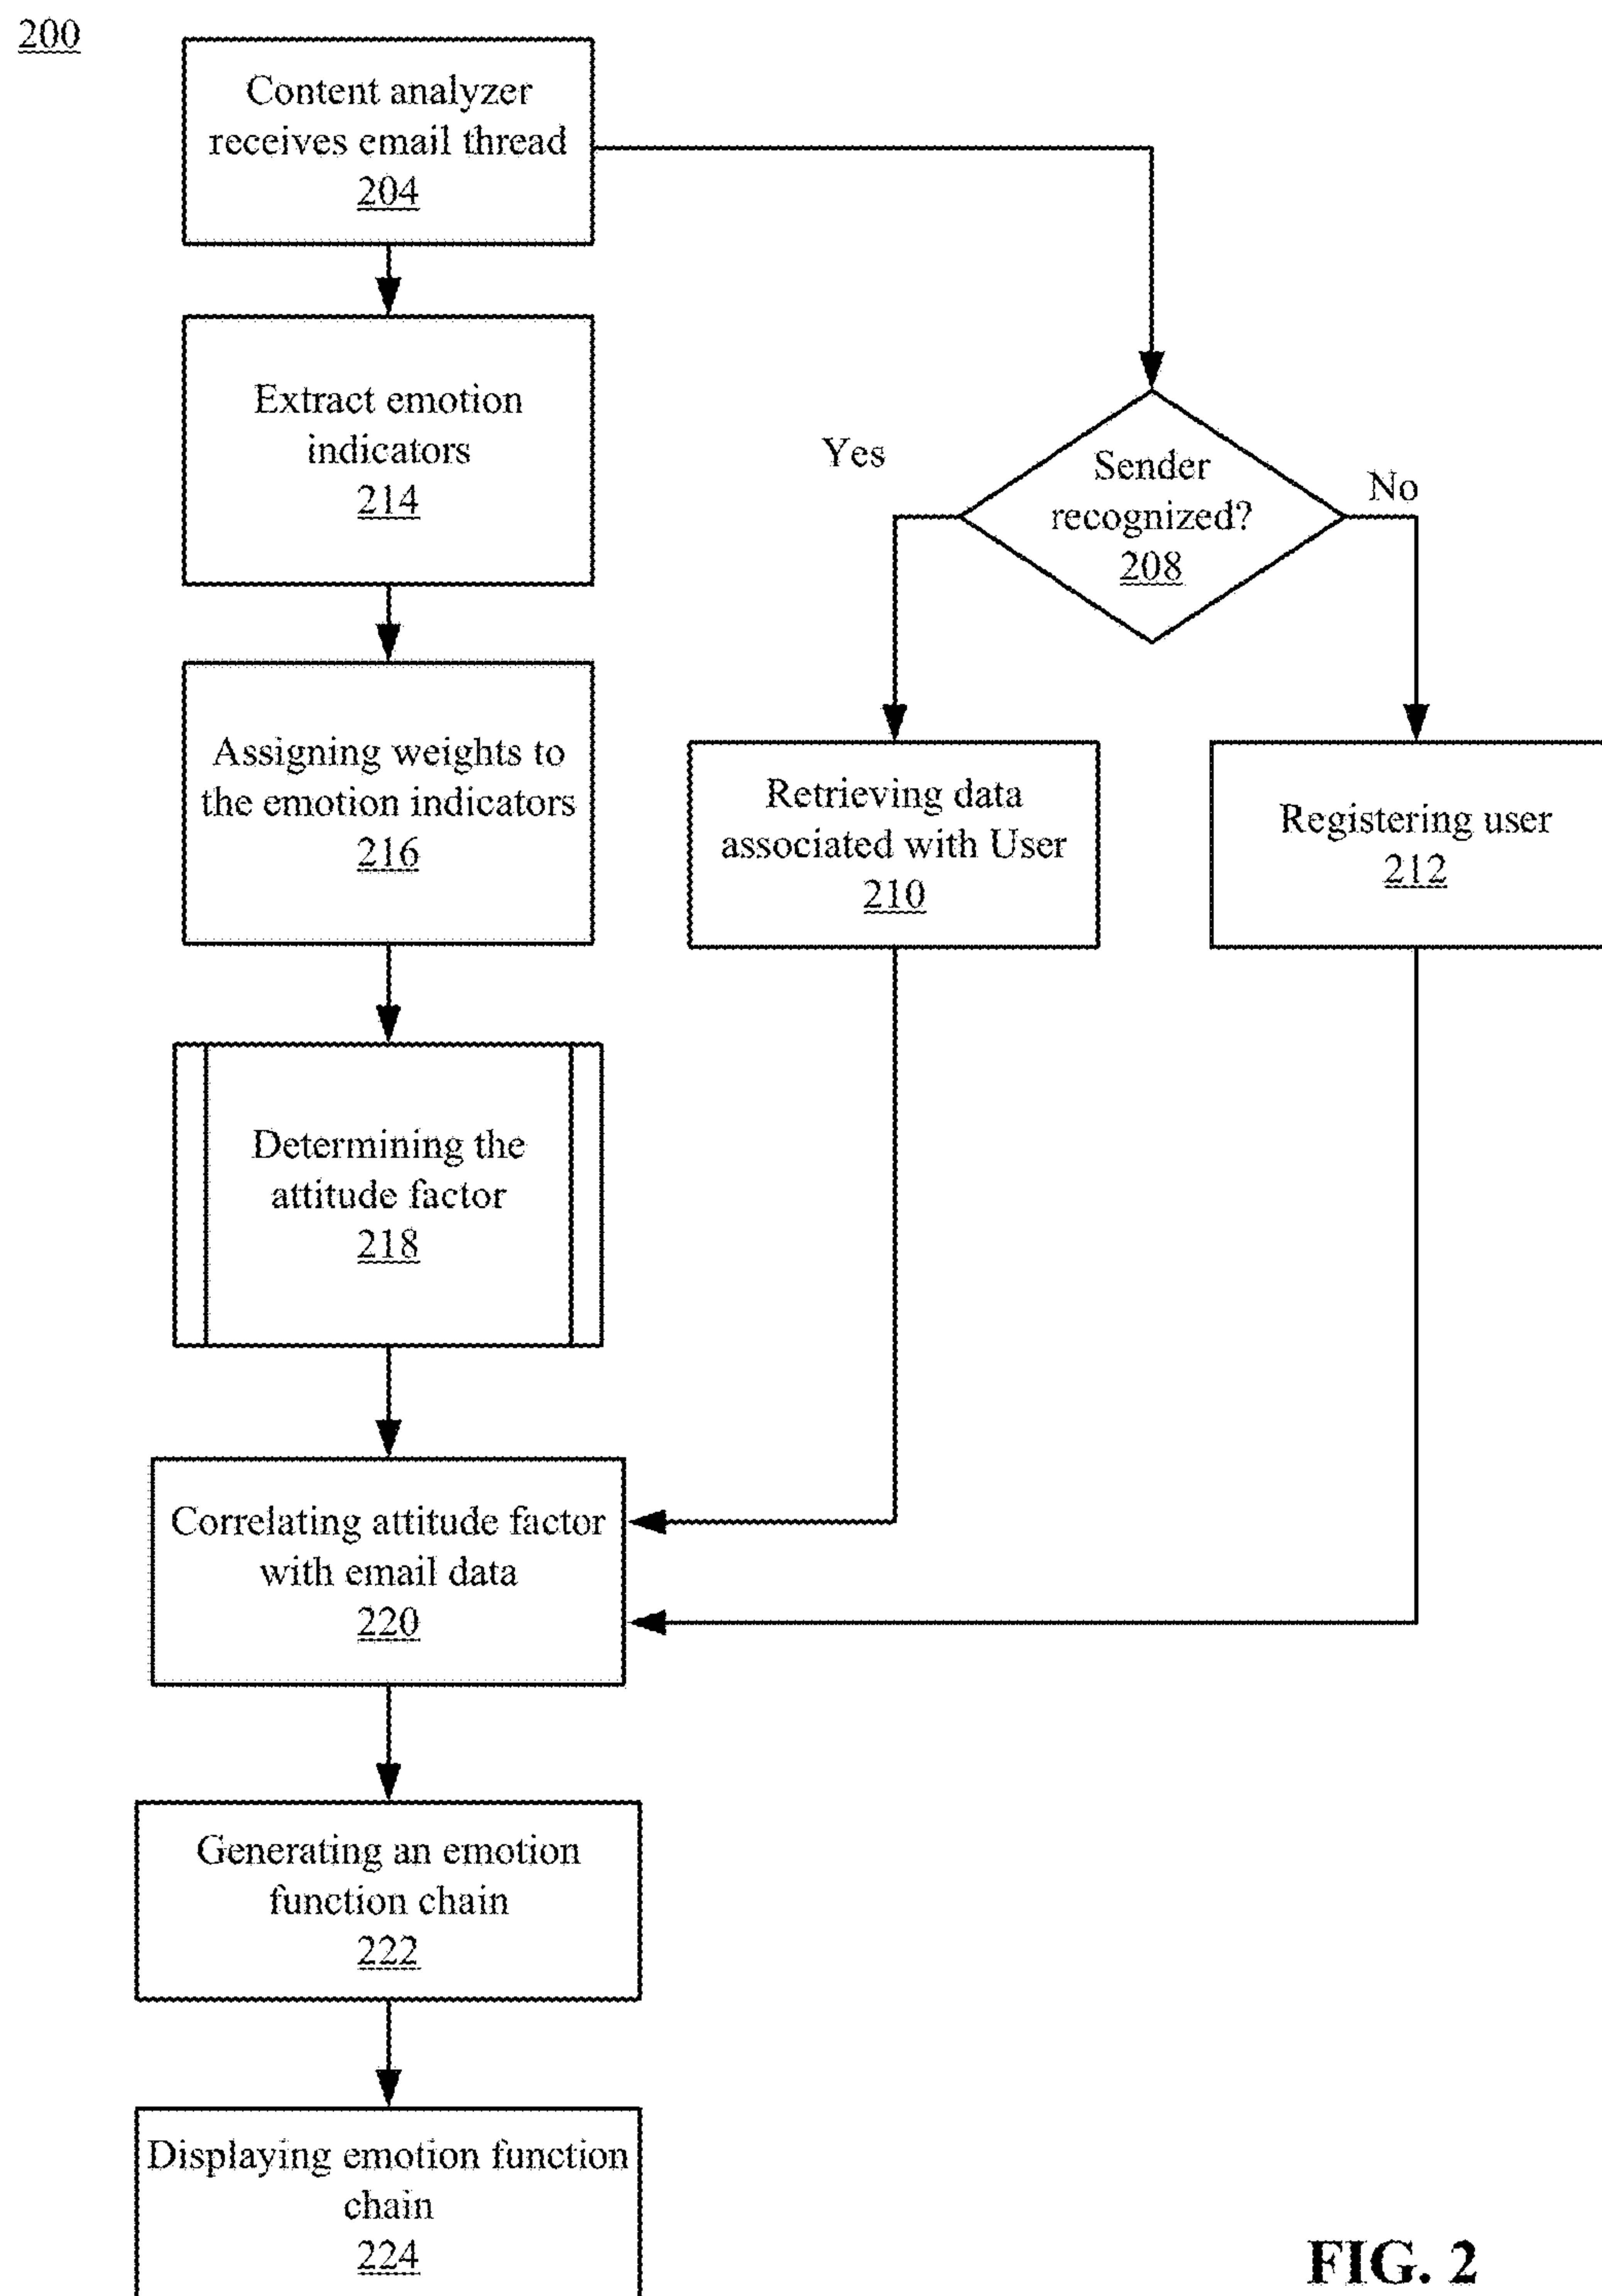 200
Content analyzer
receives email thread
204
Extract emotion
indicators
214
Yes
Sender
recognized?
208
No
Assigning weights to
the emotion indicators
216
Retrieving data
associated with User
210
Registering user
212
Determining the
attitude factor
218
Correlating attitude factor
with email data
220
Generating an emotion
function chain
222
Displaying emotion function
chain
224
FIG. 2